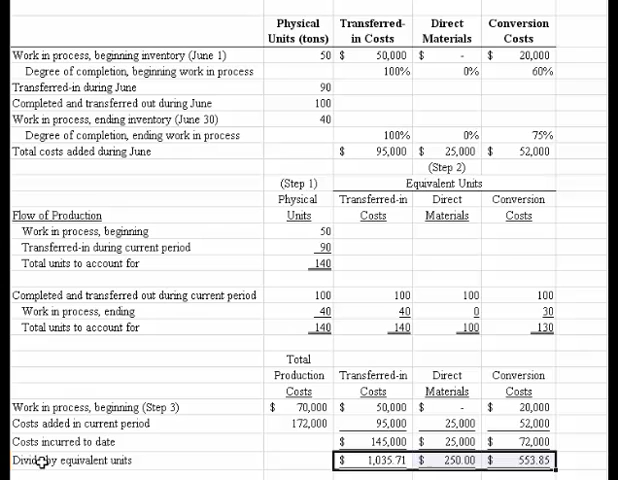 Physical Transferred- Direct Conversion
Units (tons) in Costs Materials Costs
Work in process, beginning inventory (June 1) 50 $ 50,000 $ - $ 20,000
Degree of completion, beginning work in process 100% 0% 60%
Transferred-in during June 90
Completed and transferred out during June 100
Work in process, ending inventory (June 30) 40
Degree of completion, ending work in process 100% 0% 75%
Total costs added during June $ 95,000 $ 25,000 $ 52,000
(Step 2)
(Step 1) Equivalent Units
Physical Transferred-in Direct Conversion
Flow of Production Units Costs Materials Costs
Work in process, beginning 50
Transferred-in during current period 90
Total units to account for 140
Completed and transferred out during current period 100 100 100 100
Work in process, ending 40 40 0 30
Total units to account for 140 140 100 130
Total
Production Transferred-in Direct Conversion
Costs Costs Materials Costs
Work in process, beginning (Step 3) $ 70,000 $ 50,000 $ - $ 20,000
Costs added in current period 172,000 95,000 25,000 52,000
Costs incurred to date $ 145,000 $ 25,000 $ 72,000
Divide by equivalent units $ 1,035.71 $ 250.00 $ 553.85